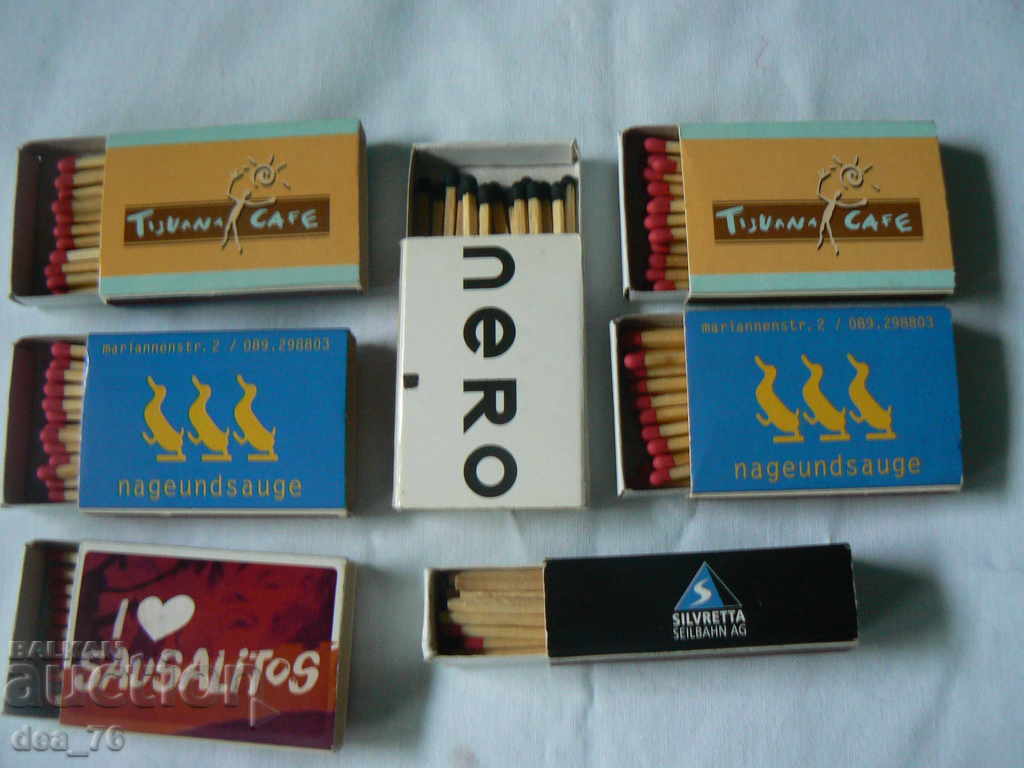 TIJUANA CAFE
neRo
TIJUANA CAFE
mariannenstr. 2 / 089.298803
nageundsauge
mariannenstr. 2 / 089.298803
nageundsauge
I
SAUSALiTOS
S
SILVRETTA
SEILBAHN AG
BALKAN
auction
dea_76